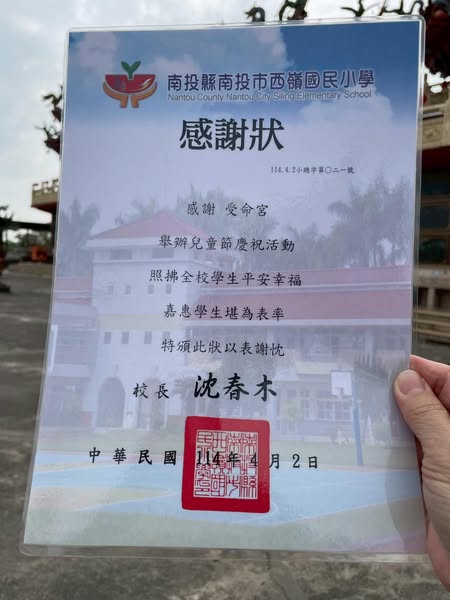 南投縣南投市西嶺國民小學
Nantou County Nantou City Siling Elementary School
感謝狀
114.4.2小總字第〇二一號
感謝 受命宮
舉辦兒童節慶祝活動
照拂全校學生平安幸福
嘉惠學生堪為表率
特頒此狀以表謝忱
校長 沈春木
中華民國 114年4月2日